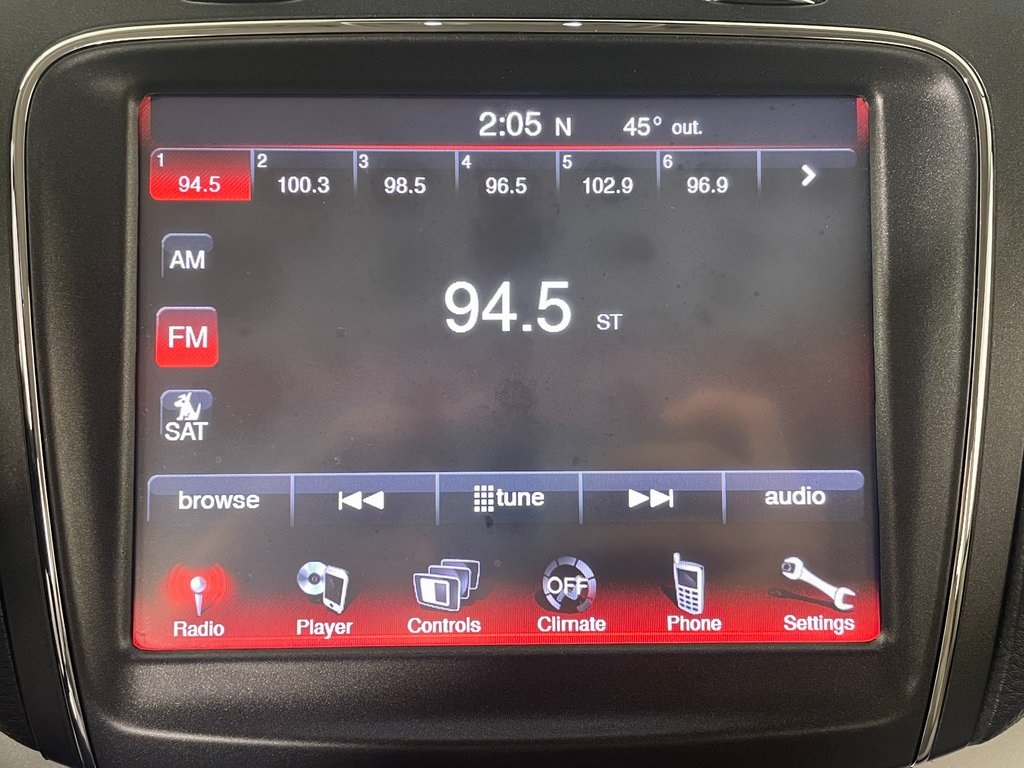 2:05 N 45° out.
1 2 3 4 5 6
94.5 100.3 98.5 96.5 102.9 96.9
AM
94.5 ST
FM
SAT
browse tune audio
OFF
Radio Player Controls Climate Phone Settings